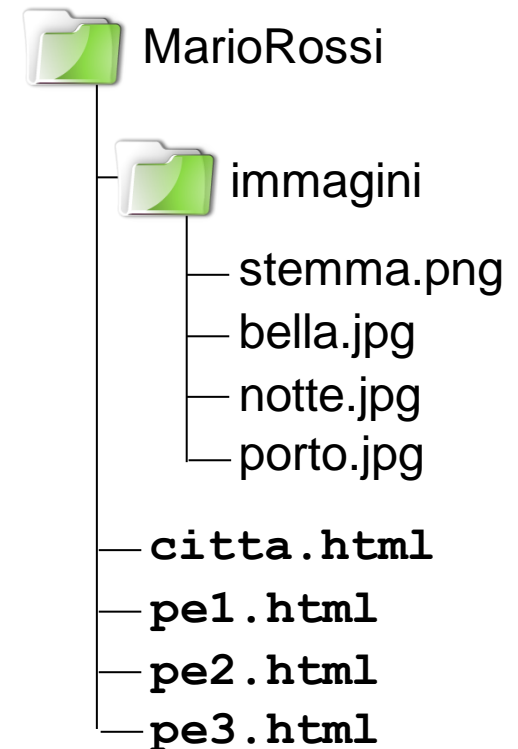 MarioRossi
immagini
stemma.png
bella.jpg
notte.jpg
porto.jpg
citta.html
pe1.html
pe2.html
pe3.html